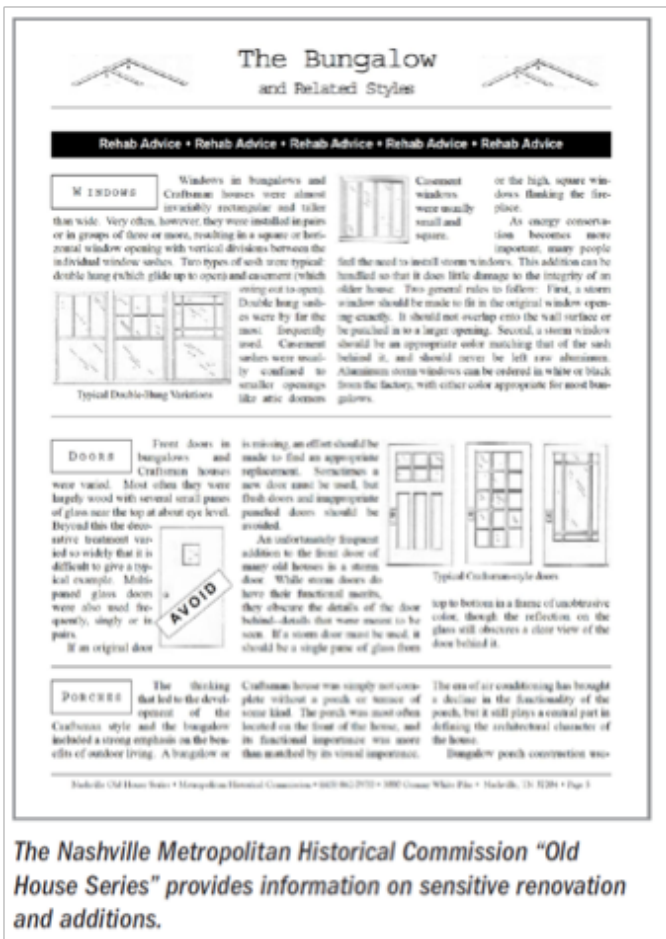 The Bungalow
and Related Styles
Rehab Advice • Rehab Advice • Rehab Advice • Rehab Advice • Rehab Advice
WINDOWS
Windows in bungalows and
Craftsman houses were almost
invariably rectangular and taller
than wide. Very often, however, they were installed in pairs
or in groups of three or more, resulting in a square or hori-
zontal window opening with vertical divisions between the
individual window sashes. Two types of sash were typical:
double hung (which glide up to open) and casement (which
swing out to open).
Double hung sash-
es were by far the
most frequently
used. Casement
sashes were usual-
ly confined to
smaller openings
like attic dormers
Typical Double-Hung Variations
Casement
windows
were usually
small and
square.
or the high, square win-
dows flanking the fire-
place.
As energy conserva-
tion becomes more
important, many people
feel the need to install storm windows. This addition can be
handled so that it does little damage to the integrity of an
older house. Two general rules to follow: First, a storm
window should be made to fit in the original window open-
ing exactly. It should not overlap onto the wall surface or
be patched in to a larger opening. Second, a storm window
should be an appropriate color matching that of the sash
behind it, and should never be left raw aluminum.
Aluminum storm windows can be ordered in white or black
from the factory, with either color appropriate for most bun-
galows.
DOORS
Front doors in
bungalows and
Craftsman houses
were varied. Most often they were
largely wood with several small panes
of glass near the top at about eye level.
Beyond this the deco-
rative treatment var-
ied so widely that it is
difficult to give a typ-
ical example. Multi-
paned glass doors
were also used fre-
quently, singly or in
pairs.
If an original door
AVOID
is missing, an effort should be
made to find an appropriate
replacement. Sometimes a
new door must be used, but
flush doors and inappropriate
paneled doors should be
avoided.
An unfortunately frequent
addition to the front door of
many old houses is a storm
door. While storm doors do
have their functional merits,
they obscure the details of the door
behind--details that were meant to be
seen. If a storm door must be used, it
should be a single pane of glass from
Typical Craftsman-style doors
top to bottom in a frame of unobtrusive
color, though the reflection on the
glass still obscures a clear view of the
door behind it.
PORCHES
The thinking
that led to the devel-
opment of the
Craftsman style and the bungalow
included a strong emphasis on the ben-
efits of outdoor living. A bungalow or
Craftsman house was simply not com-
plete without a porch or terrace of
some kind. The porch was most often
located on the front of the house, and
its functional importance was more
than matched by its visual importance.
The era of air conditioning has brought
a decline in the functionality of the
porch, but it still plays a central part in
defining the architectural character of
the house.
Bungalow porch construction
Nashville Old House Series • Metropolitan Historical Commission • Nashville, TN • Page
The Nashville Metropolitan Historical Commission “Old
House Series” provides information on sensitive renovation
and additions.